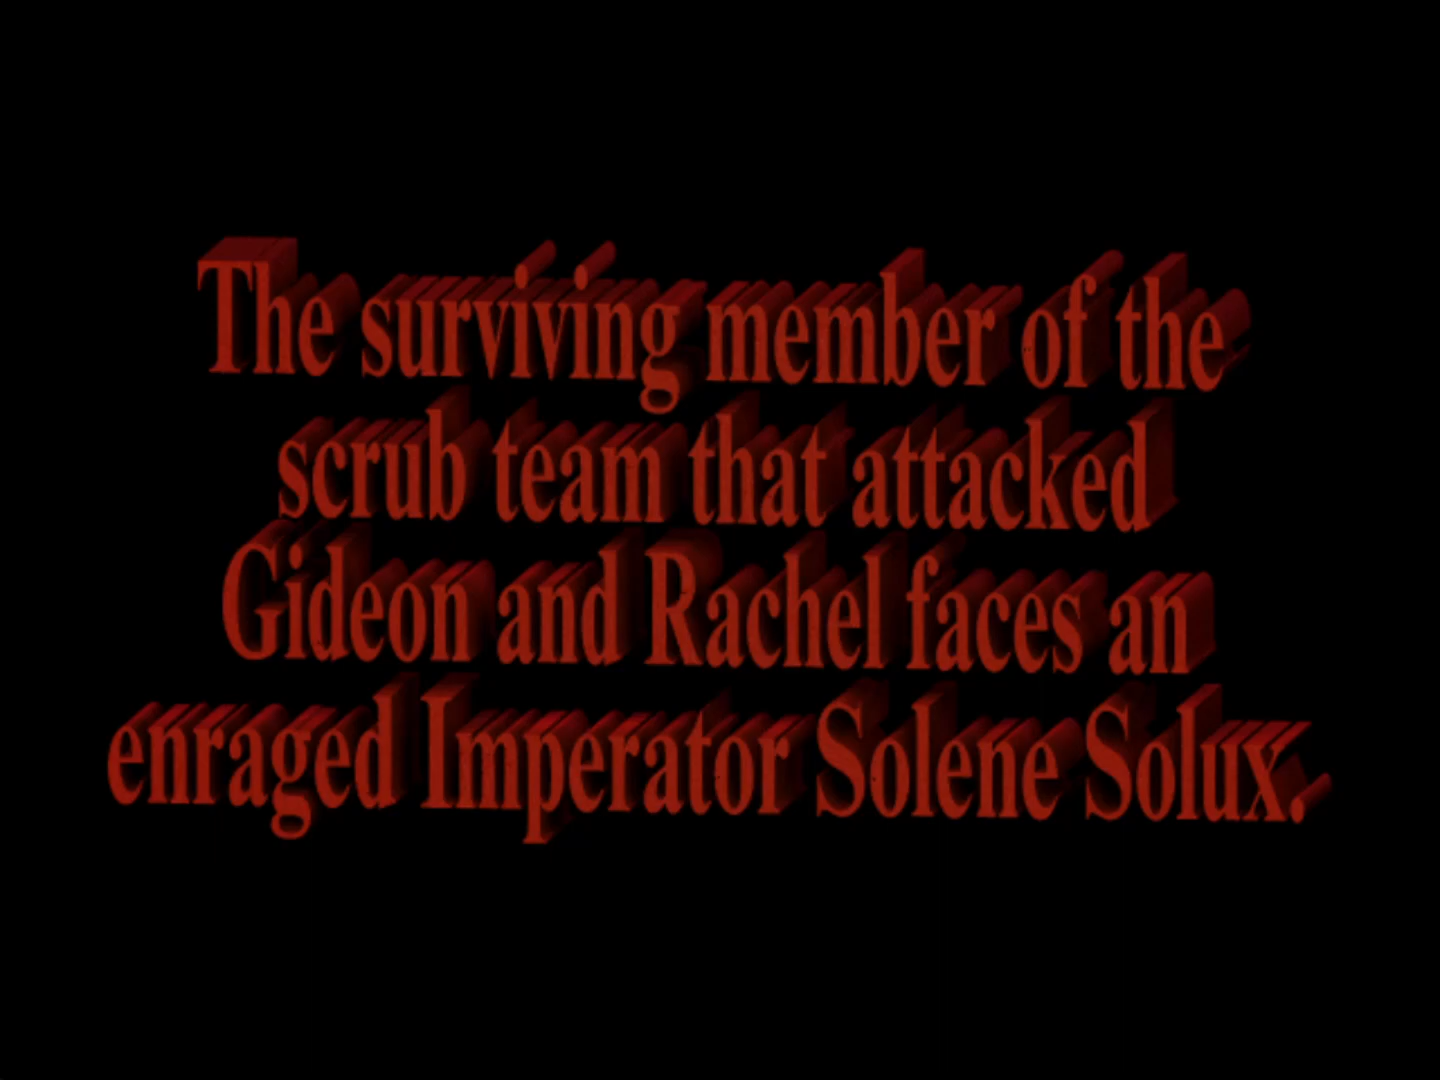 The surviving member of the
scrub team that attacked
Gideon and Rachel faces an
enraged Imperator Solene Solux.